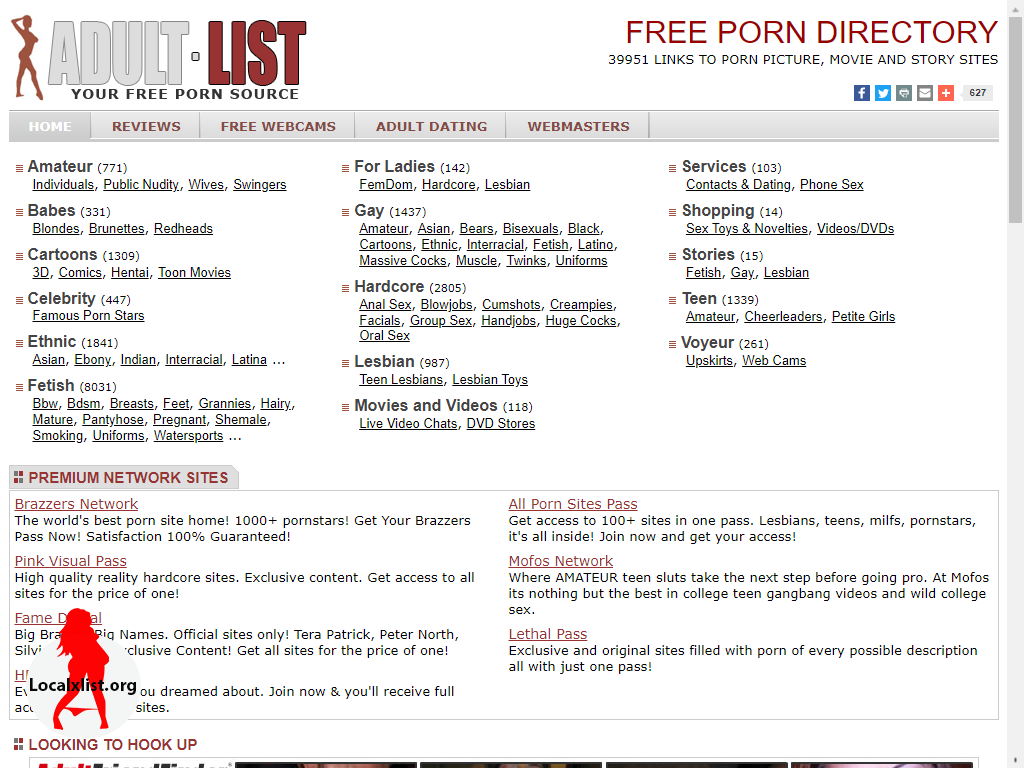 ADULT·LIST
YOUR FREE PORN SOURCE
FREE PORN DIRECTORY
39951 LINKS TO PORN PICTURE, MOVIE AND STORY SITES
627
HOME REVIEWS FREE WEBCAMS ADULT DATING WEBMASTERS
Amateur (771)
Individuals, Public Nudity, Wives, Swingers
Babes (331)
Blondes, Brunettes, Redheads
Cartoons (1309)
3D, Comics, Hentai, Toon Movies
Celebrity (447)
Famous Porn Stars
Ethnic (1841)
Asian, Ebony, Indian, Interracial, Latina ...
Fetish (8031)
Bbw, Bdsm, Breasts, Feet, Grannies, Hairy,
Mature, Pantyhose, Pregnant, Shemale,
Smoking, Uniforms, Watersports ...
For Ladies (142)
FemDom, Hardcore, Lesbian
Gay (1437)
Amateur, Asian, Bears, Bisexuals, Black,
Cartoons, Ethnic, Interracial, Fetish, Latino,
Massive Cocks, Muscle, Twinks, Uniforms
Hardcore (2805)
Anal Sex, Blowjobs, Cumshots, Creampies,
Facials, Group Sex, Handjobs, Huge Cocks,
Oral Sex
Lesbian (987)
Teen Lesbians, Lesbian Toys
Movies and Videos (118)
Live Video Chats, DVD Stores
Services (103)
Contacts & Dating, Phone Sex
Shopping (14)
Sex Toys & Novelties, Videos/DVDs
Stories (15)
Fetish, Gay, Lesbian
Teen (1339)
Amateur, Cheerleaders, Petite Girls
Voyeur (261)
Upskirts, Web Cams
PREMIUM NETWORK SITES
Brazzers Network
The world's best porn site home! 1000+ pornstars! Get Your Brazzers
Pass Now! Satisfaction 100% Guaranteed!
Pink Visual Pass
High quality reality hardcore sites. Exclusive content. Get access to all
sites for the price of one!
Fame
Big Names. Official sites only! Tera Patrick, Peter North,
Content! Get all sites for the price of one!
you dreamed about. Join now & you'll receive full
sites.
Localxlist.org
All Porn Sites Pass
Get access to 100+ sites in one pass. Lesbians, teens, milfs, pornstars,
it's all inside! Join now and get your access!
Mofos Network
Where AMATEUR teen sluts take the next step before going pro. At Mofos
its nothing but the best in college teen gangbang videos and wild college
sex.
Lethal Pass
Exclusive and original sites filled with porn of every possible description
all with just one pass!
LOOKING TO HOOK UP